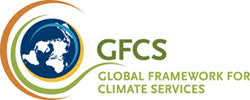 GFCS
GLOBAL FRAMEWORK FOR
CLIMATE SERVICES